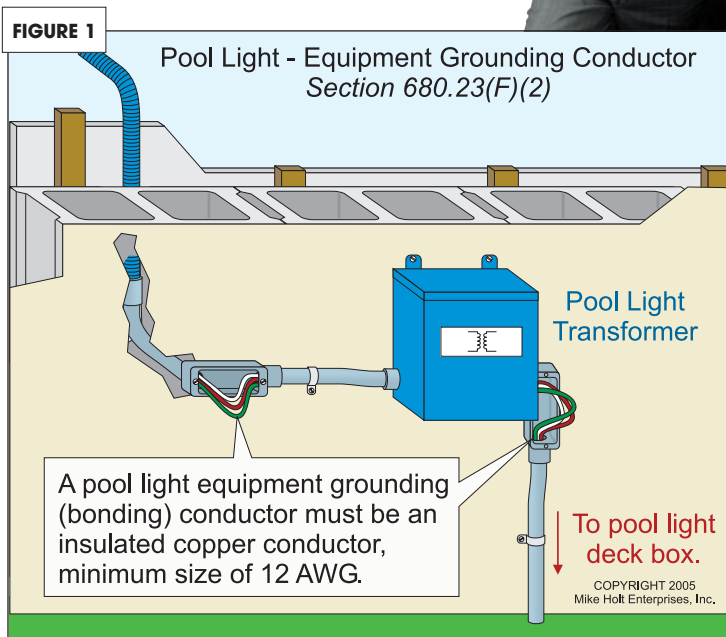 FIGURE 1
Pool Light - Equipment Grounding Conductor
Section 680.23(F)(2)
Pool Light
Transformer
A pool light equipment grounding
(bonding) conductor must be an
insulated copper conductor,
minimum size of 12 AWG.
To pool light
deck box.
COPYRIGHT 2005
Mike Holt Enterprises, Inc.